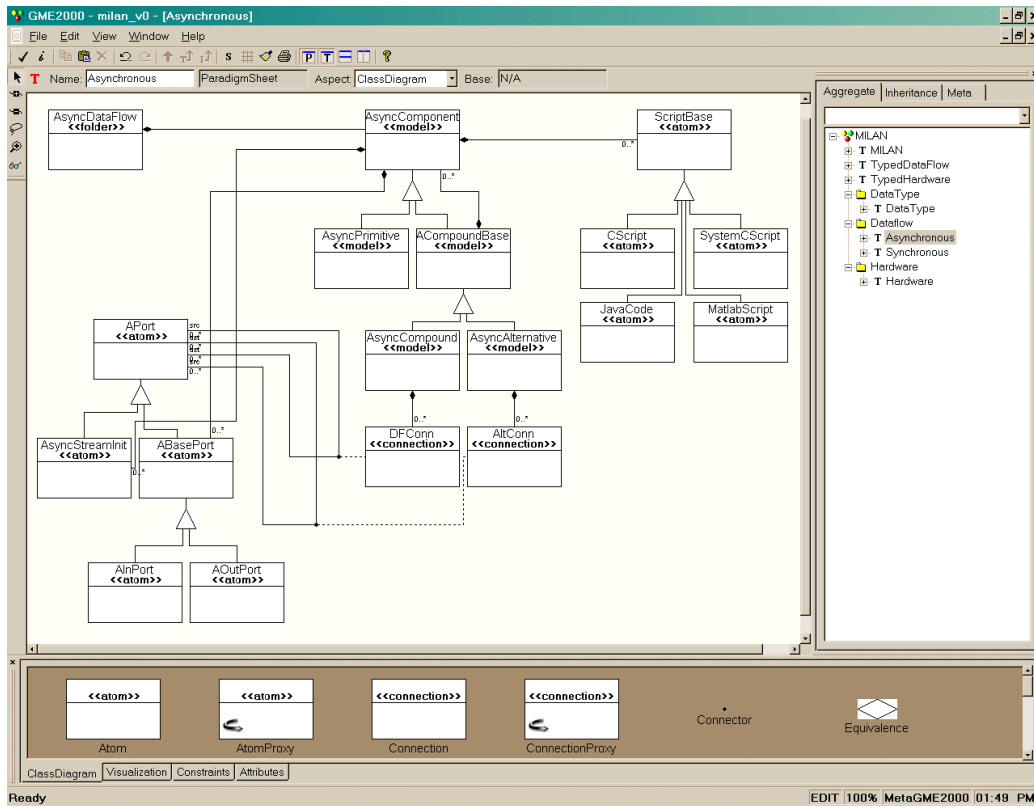 GME2000 - milan_v0 - [Asynchronous]
File Edit View Window Help
Name: Asynchronous ParadigmSheet Aspect: ClassDiagram Base: N/A
AsyncDataFlow
<<folder>>
AsyncComponent
<<model>>
0..*
ScriptBase
<<atom>>
0..*
AsyncPrimitive
<<model>>
ACompoundBase
<<model>>
CScript
<<atom>>
SystemCScript
<<atom>>
JavaCode
<<atom>>
MatlabScript
<<atom>>
APort
<<atom>>
src
0..*
dst
0..*
src
0..*
AsyncCompound
<<model>>
AsyncAlternative
<<model>>
0..*
0..*
0..*
AsyncStreamInit
<<atom>>
0..*
ABasePort
<<atom>>
DFConn
<<connection>>
AltConn
<<connection>>
AInPort
<<atom>>
AOutPort
<<atom>>
Aggregate Inheritance Meta
MILAN
T MILAN
T TypedDataFlow
T TypedHardware
DataType
T DataType
Dataflow
T Asynchronous
T Synchronous
Hardware
T Hardware
<<atom>>
Atom
<<atom>>
AtomProxy
<<connection>>
Connection
<<connection>>
ConnectionProxy
Connector
Equivalence
ClassDiagram Visualization Constraints Attributes
Ready
EDIT 100% MetaGME2000 01:49 PM